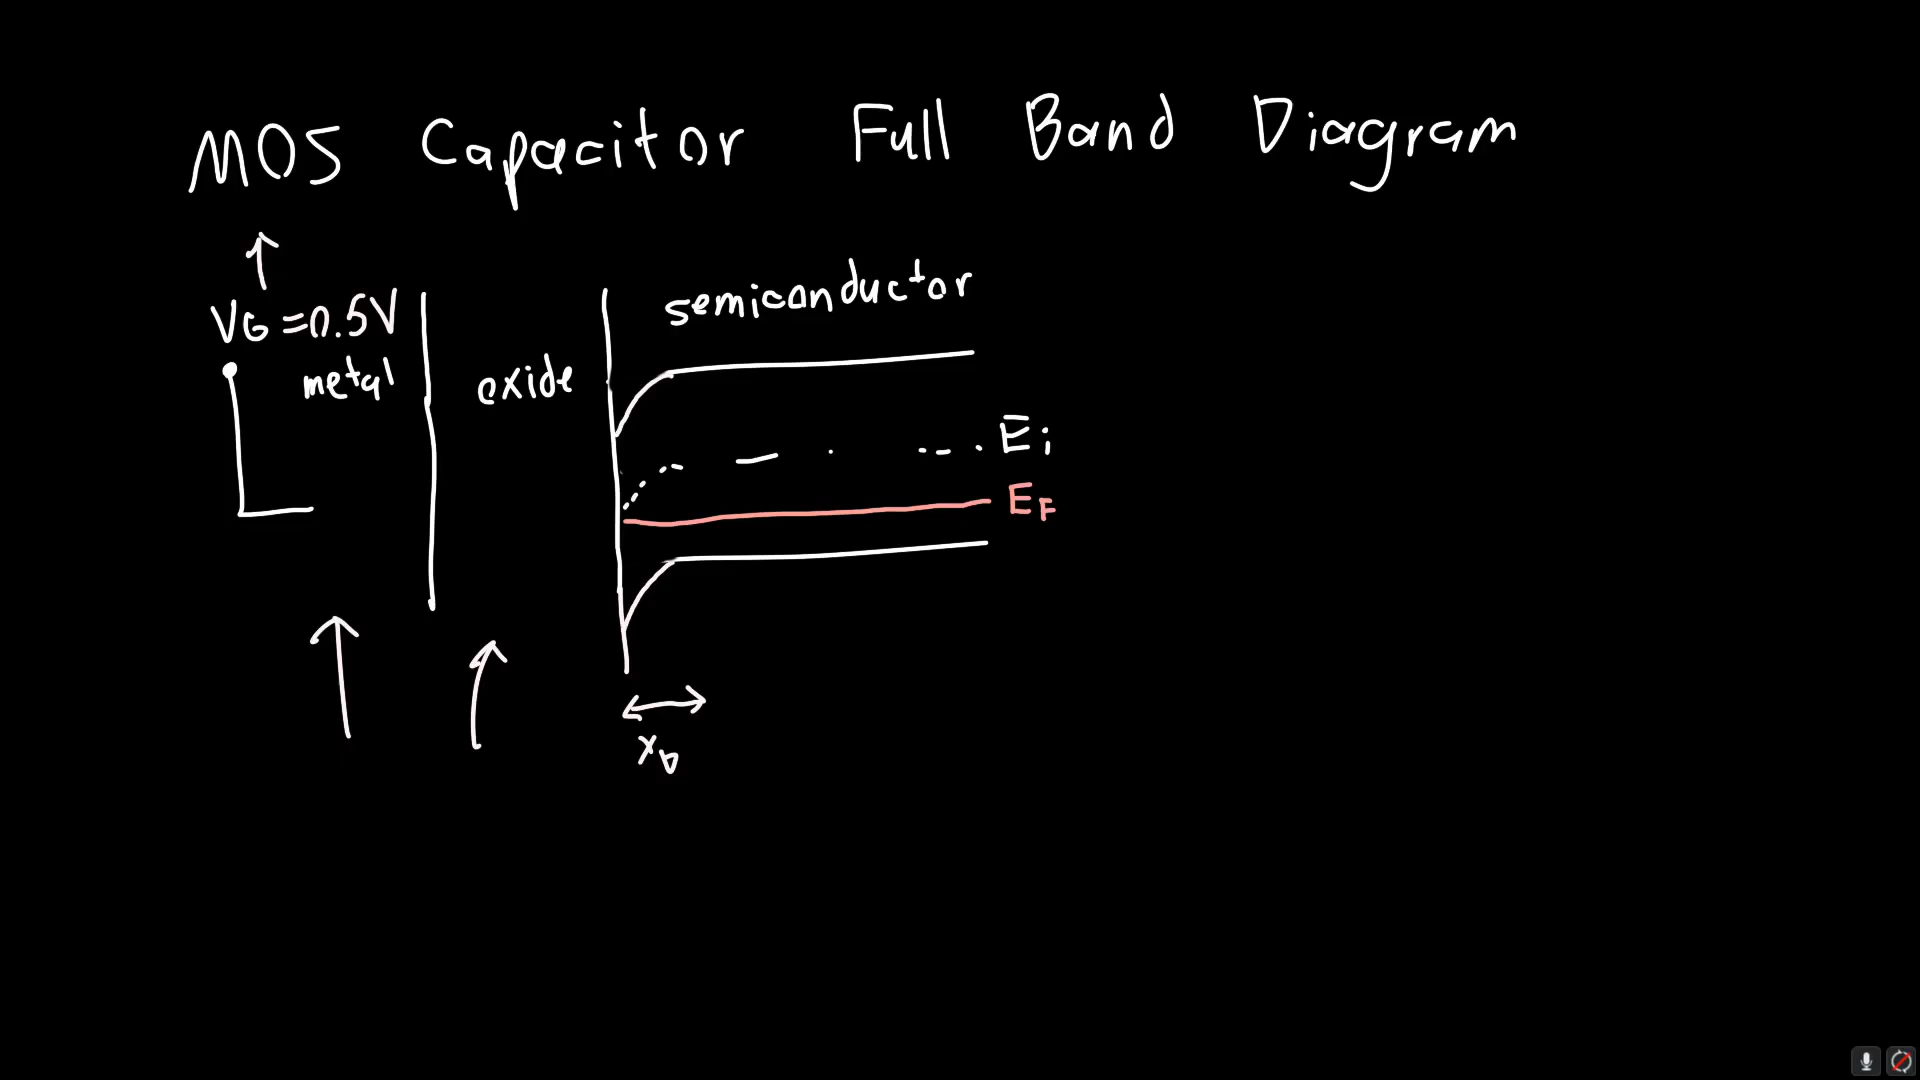 MOS Capacitor Full Band Diagram
VG=0.5V
semiconductor
metal
oxide
Ei
EF
xD